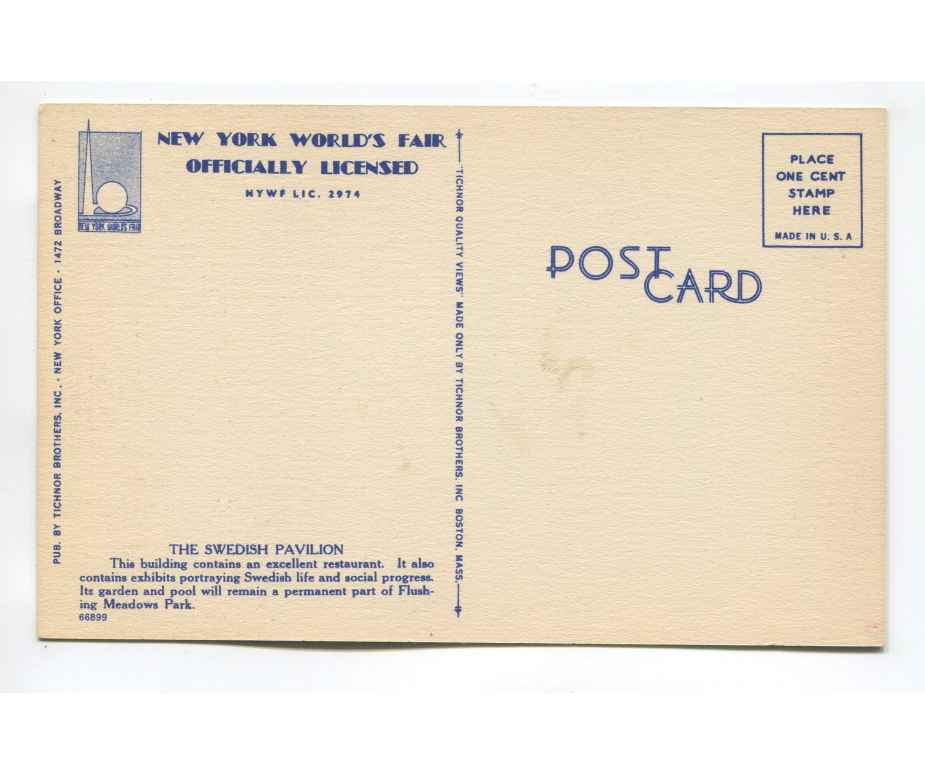 NEW YORK WORLD'S FAIR
OFFICIALLY LICENSED
NYWF LIC. 2974
NEW YORK WORLD'S FAIR
PUB. BY TICHNOR BROTHERS, INC. · NEW YORK OFFICE · 1472 BROADWAY
THE SWEDISH PAVILION
This building contains an excellent restaurant. It also
contains exhibits portraying Swedish life and social progress.
Its garden and pool will remain a permanent part of Flush-
ing Meadows Park.
66899
TICHNOR QUALITY VIEWS" MADE ONLY BY TICHNOR BROTHERS, INC BOSTON, MASS.
POST
CARD
PLACE
ONE CENT
STAMP
HERE
MADE IN U. S. A